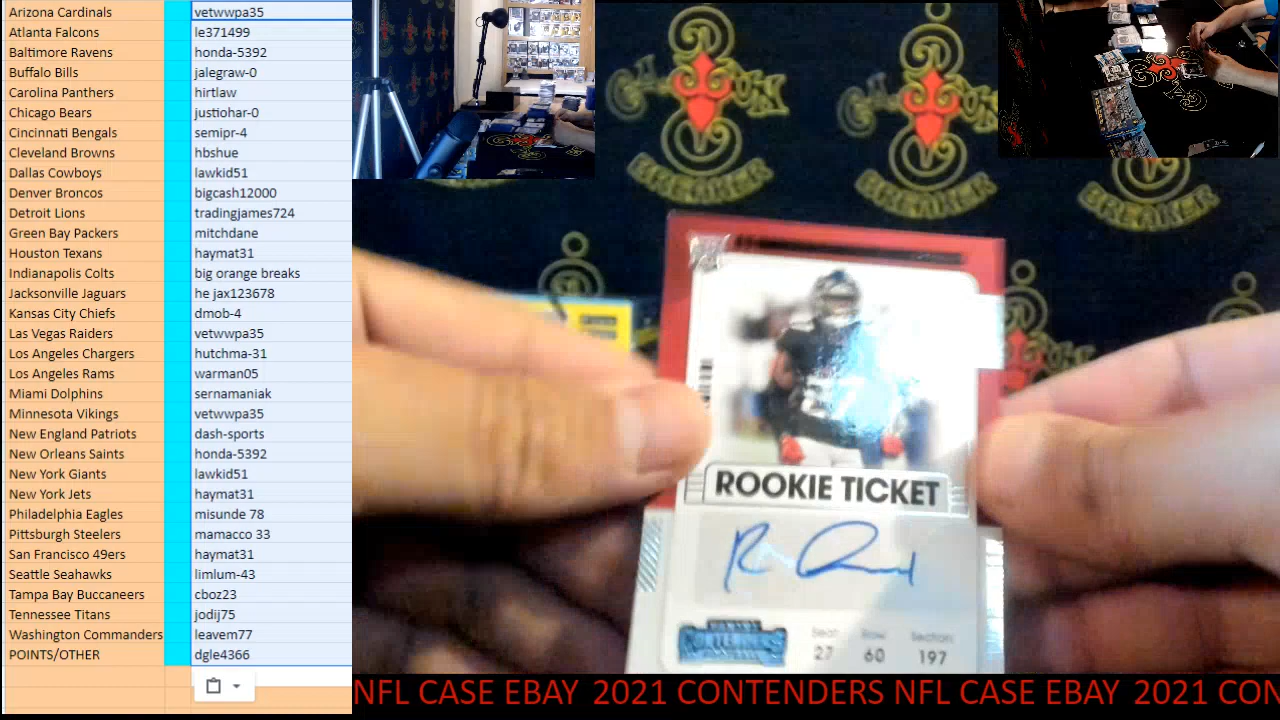 Arizona Cardinals vetwwpa35
Atlanta Falcons le371499
Baltimore Ravens honda-5392
Buffalo Bills jalegraw-0
Carolina Panthers hirtlaw
Chicago Bears justiohar-0
Cincinnati Bengals semipr-4
Cleveland Browns hbshue
Dallas Cowboys lawkid51
Denver Broncos bigcash12000
Detroit Lions tradingjames724
Green Bay Packers mitchdane
Houston Texans haymat31
Indianapolis Colts big orange breaks
Jacksonville Jaguars he jax123678
Kansas City Chiefs dmob-4
Las Vegas Raiders vetwwpa35
Los Angeles Chargers hutchma-31
Los Angeles Rams warman05
Miami Dolphins sernamaniak
Minnesota Vikings vetwwpa35
New England Patriots dash-sports
New Orleans Saints honda-5392
New York Giants lawkid51
New York Jets haymat31
Philadelphia Eagles misunde 78
Pittsburgh Steelers mamacco 33
San Francisco 49ers haymat31
Seattle Seahawks limlum-43
Tampa Bay Buccaneers cboz23
Tennessee Titans jodij75
Washington Commanders leavem77
POINTS/OTHER dgle4366
BREAKER
BREAKER
BREAKER
ROOKIE TICKET
Seat Row Section
27 60 197
NFL CASE EBAY 2021 CONTENDERS NFL CASE EBAY 2021 CON